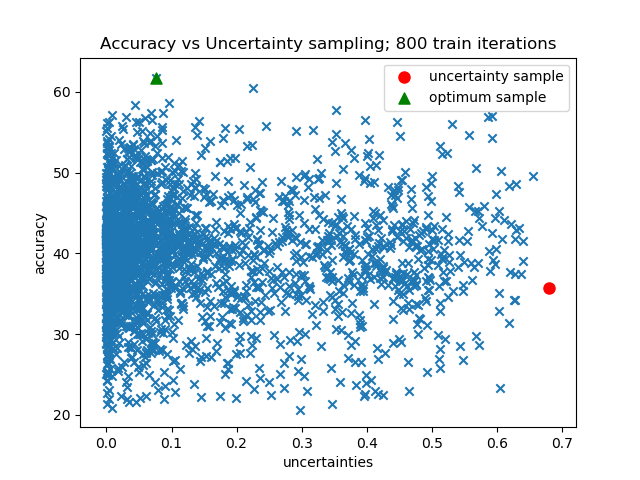 Accuracy vs Uncertainty sampling; 800 train iterations
uncertainty sample
optimum sample
accuracy
60
50
40
30
20
0.0 0.1 0.2 0.3 0.4 0.5 0.6 0.7
uncertainties